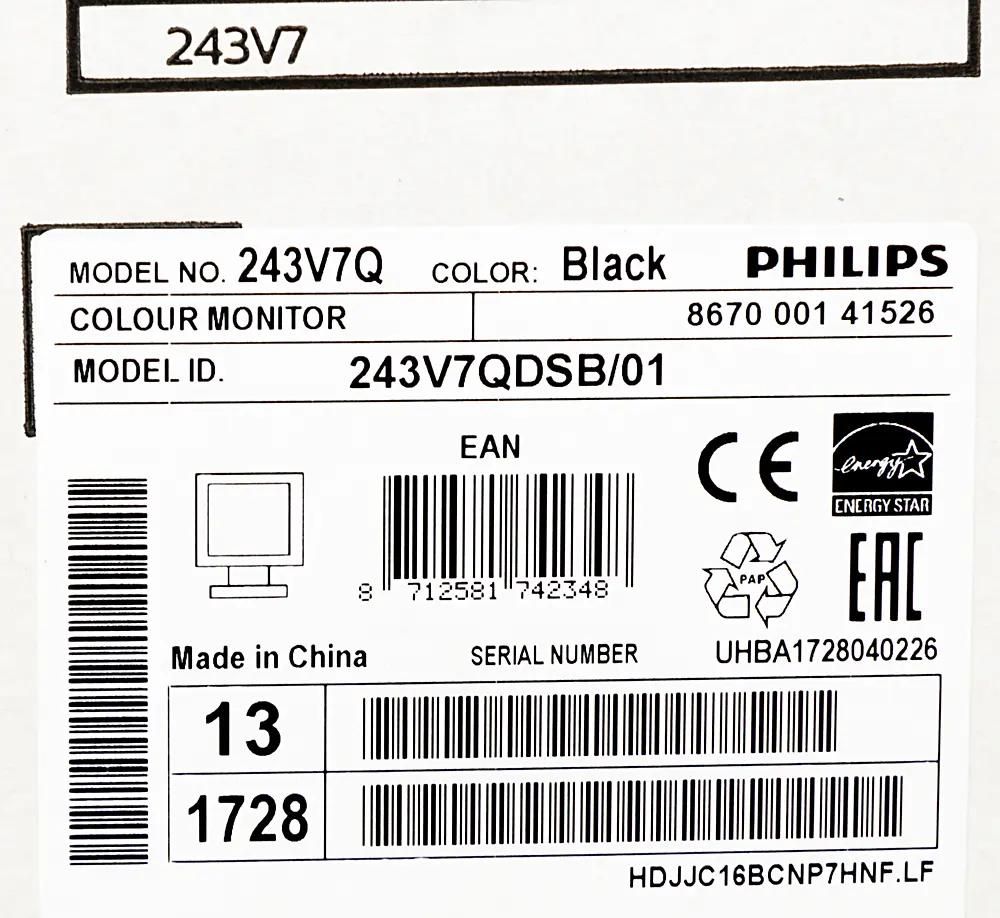 243V7
MODEL NO. 243V7Q COLOR: Black PHILIPS
COLOUR MONITOR 8670 001 41526
MODEL ID. 243V7QDSB/01
EAN
CE
energy
ENERGY STAR
8 712581 742348
PAP
EAC
Made in China SERIAL NUMBER UHBA1728040226
13
1728
HDJJC16BCNP7HNF.LF